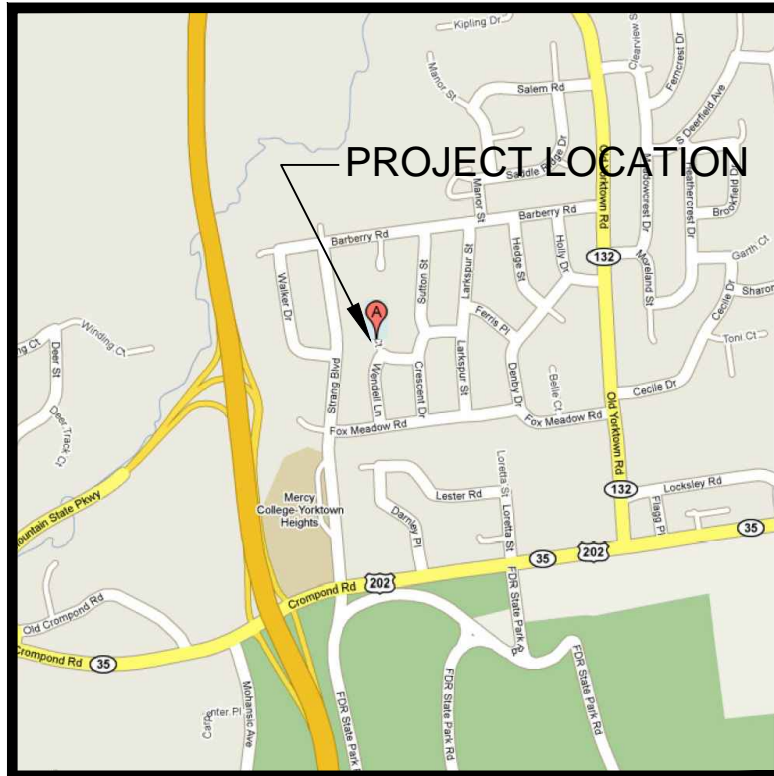 Kipling Dr
Clearview S
Ferncrest Dr
Manor St
Salem Rd
S Deerfield Ave
Old Yorktown Rd
PROJECT LOCATION
Saddle Ridge Dr
Manor St
Meadowcrest Dr
Heathercrest Dr
Brookfield Dr
Barberry Rd
Barberry Rd
Walker Dr
Sutton St
Larkspur St
Hedge St
Holly Dr
132
Moreland St
Garth Ct
Cecile Dr
Sharon
A
Ct
Ferris Pl
Toni Ct
ng Ct
Winding Ct
Deer St
Strang Blvd
Wendell Ln
Crescent Dr
Larkspur St
Denby Dr
Belle Ct
Cecile Dr
Deer Track Ct
Fox Meadow Rd
Fox Meadow Rd
Old Yorktown Rd
Mercy
College-Yorktown
Heights
Lester Rd
Darnley Pl
Loretta St
Loretta St
132
Locksley Rd
Flagg Pl
ountain State Pkwy
35
202
35
202
Crompond Rd
FDR State Park Rd
Old Crompond Rd
Crompond Rd
35
Mohansic Ave
Carpenter Pl
FDR State Park Rd
FDR State Park Rd
FDR State Park Rd